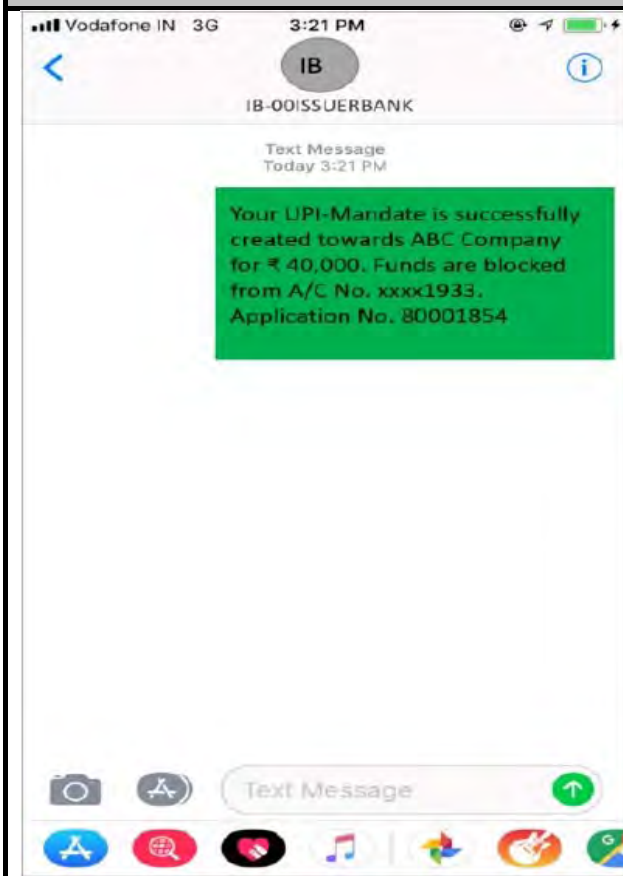 Vodafone IN 3G 3:21 PM
IB
IB-00ISSUERBANK
Text Message
Today 3:21 PM
Your UPI-Mandate is successfully
created towards ABC Company
for ₹ 40,000. Funds are blocked
from A/C No. xxxx1933.
Application No. 80001854
Text Message